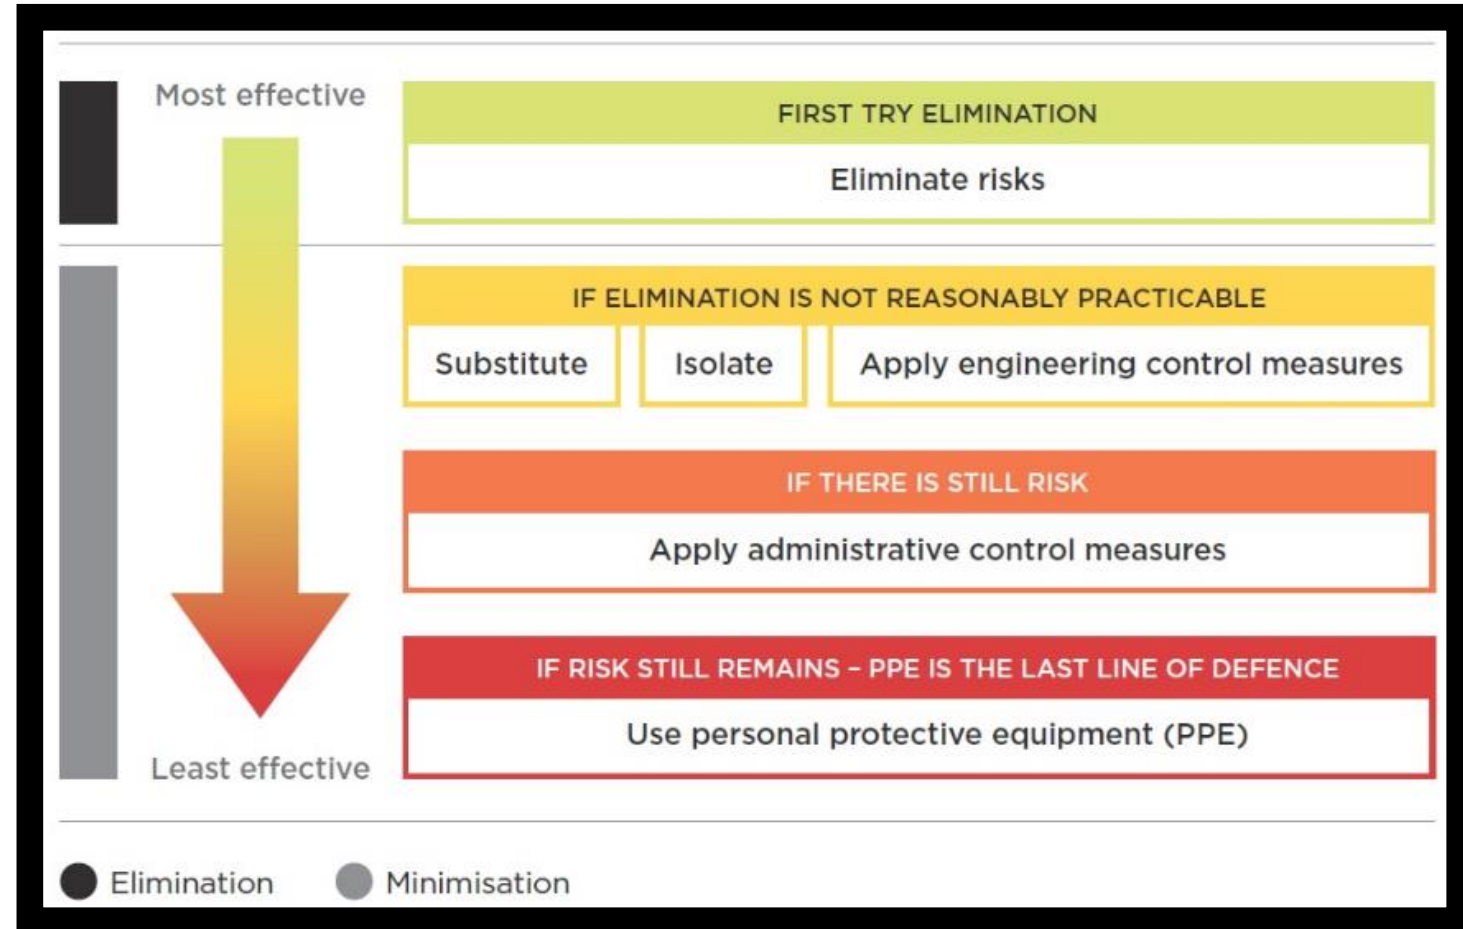 Most effective
FIRST TRY ELIMINATION
Eliminate risks
IF ELIMINATION IS NOT REASONABLY PRACTICABLE
Substitute
Isolate
Apply engineering control measures
IF THERE IS STILL RISK
Apply administrative control measures
IF RISK STILL REMAINS – PPE IS THE LAST LINE OF DEFENCE
Use personal protective equipment (PPE)
Least effective
Elimination
Minimisation